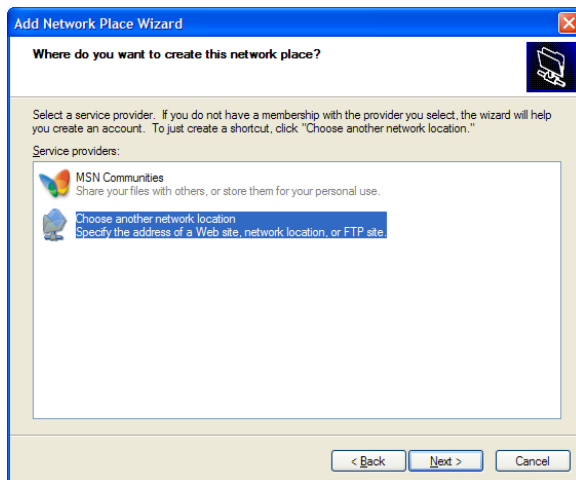 Add Network Place Wizard
Where do you want to create this network place?
Select a service provider. If you do not have a membership with the provider you select, the wizard will help
you create an account. To just create a shortcut, click "Choose another network location."
Service providers:
MSN Communities
Share your files with others, or store them for your personal use.
Choose another network location
Specify the address of a Web site, network location, or FTP site.
< Back
Next >
Cancel